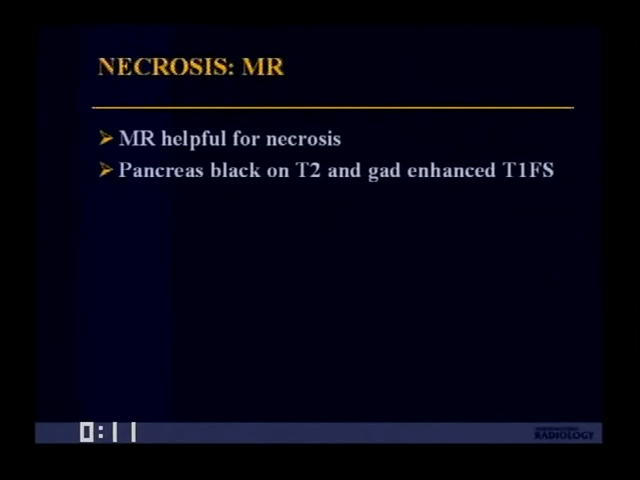 NECROSIS: MR
➢ MR helpful for necrosis
➢ Pancreas black on T2 and gad enhanced T1FS
0:11
RADIOLOGY